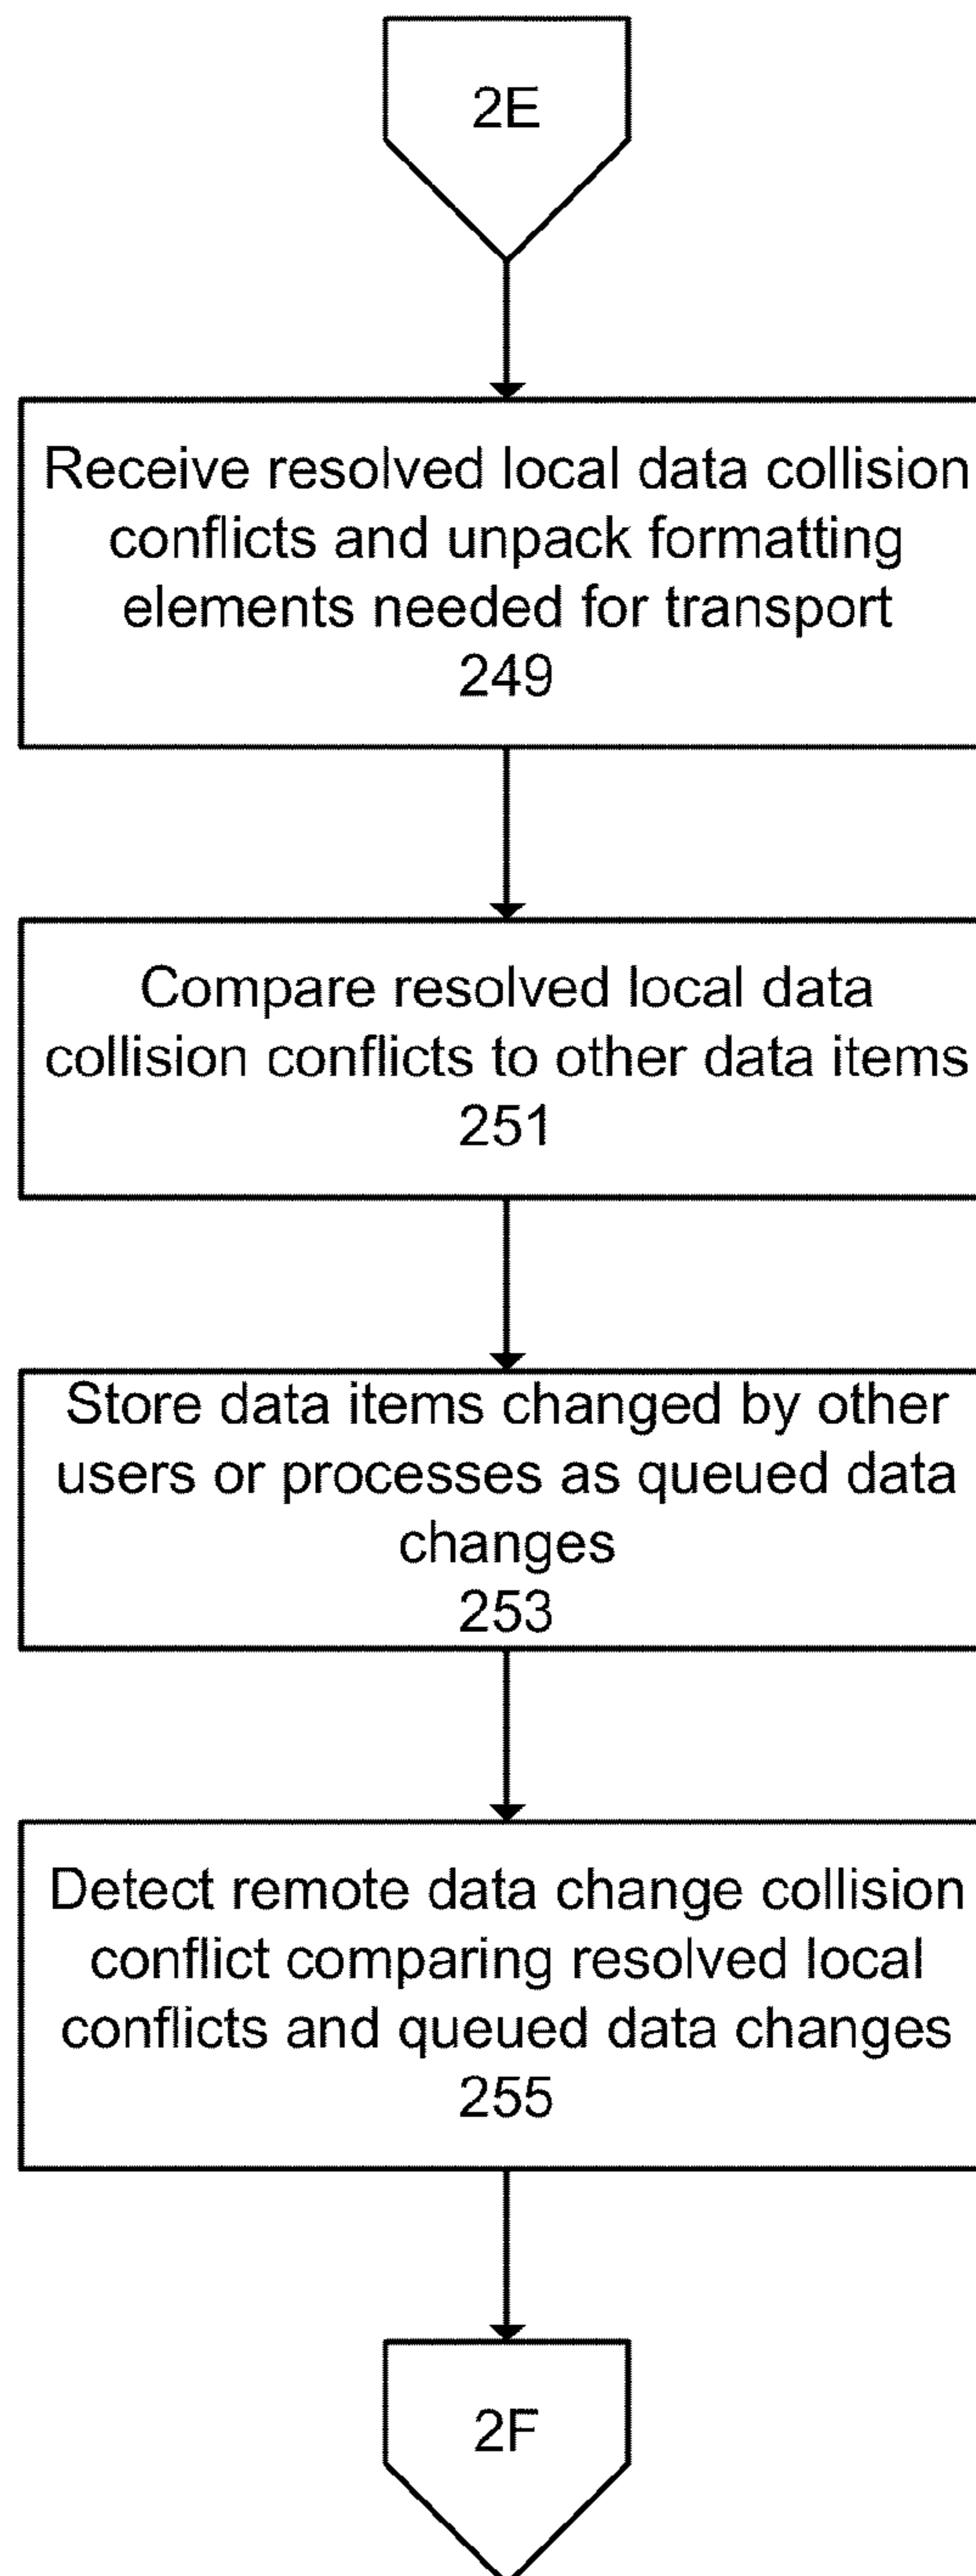 2E
Receive resolved local data collision
conflicts and unpack formatting
elements needed for transport
249
Compare resolved local data
collision conflicts to other data items
251
Store data items changed by other
users or processes as queued data
changes
253
Detect remote data change collision
conflict comparing resolved local
conflicts and queued data changes
255
2F